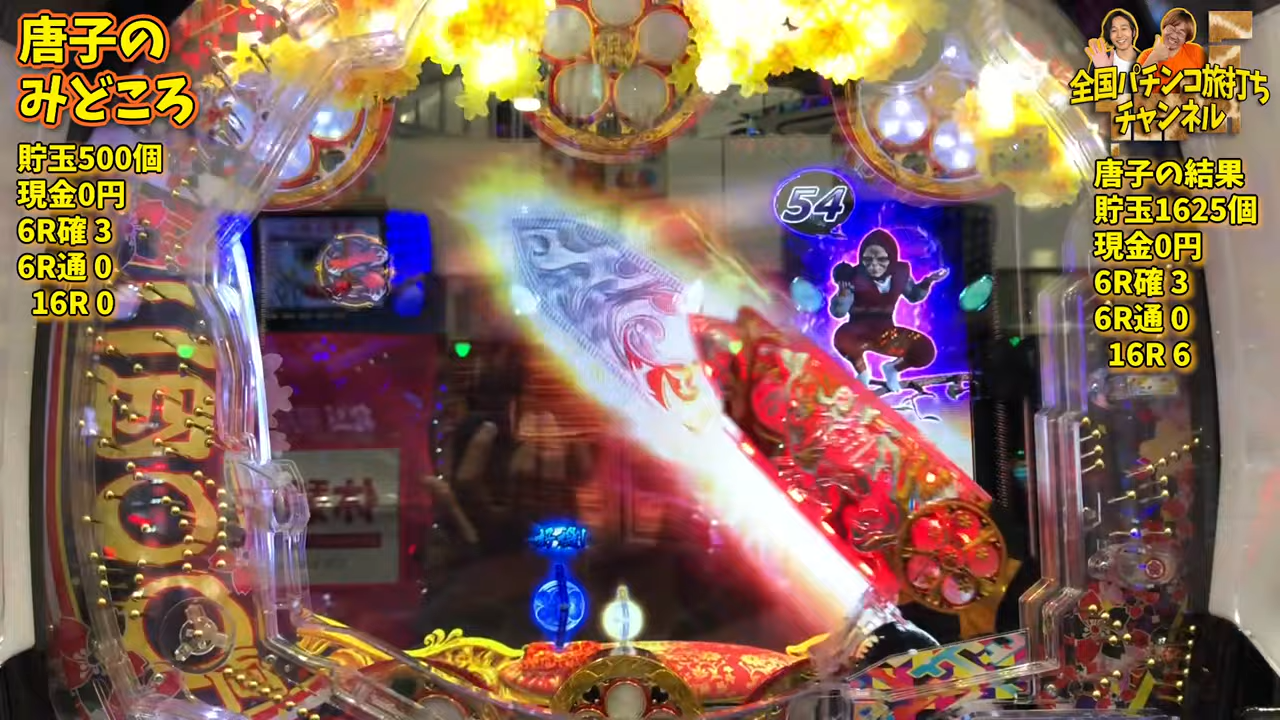 唐子の
みどころ
貯玉500個
現金0円
6R確 3
6R通 0
16R 0
54
全国パチンコ旅打ち
チャンネル
唐子の結果
貯玉1625個
現金0円
6R確 3
6R通 0
16R 6